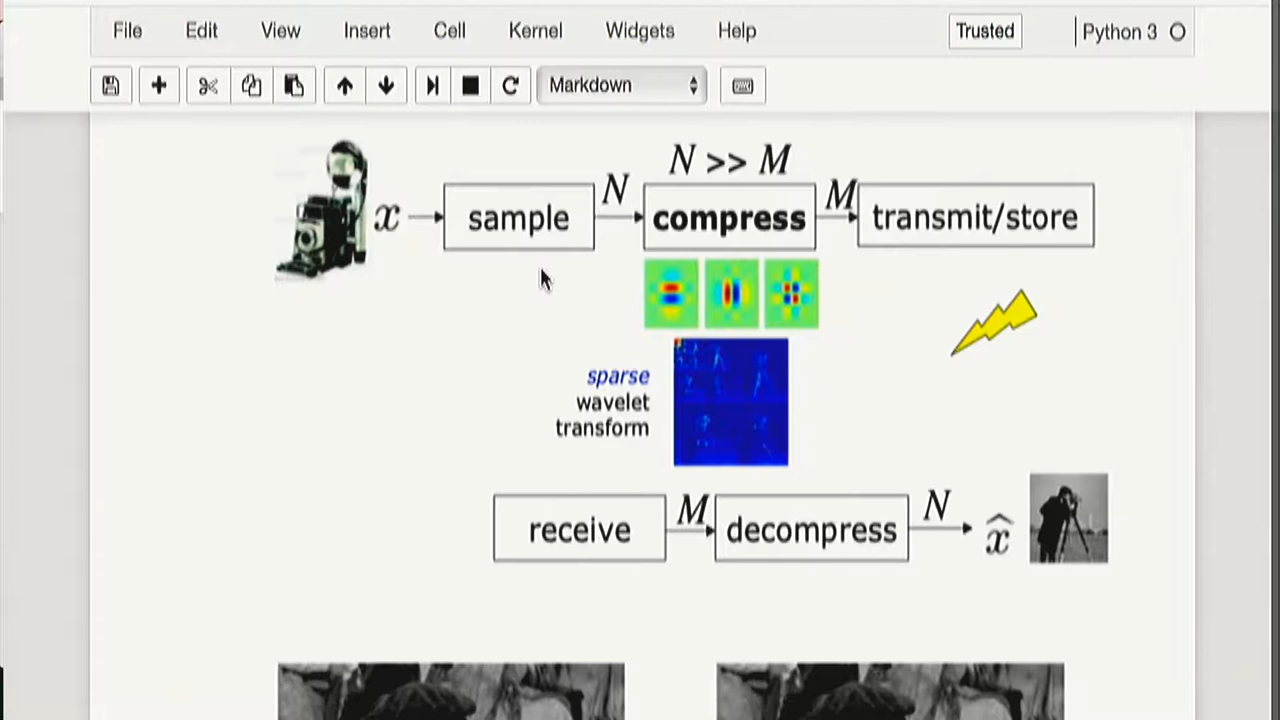 File Edit View Insert Cell Kernel Widgets Help Trusted Python 3
Markdown
N >> M
x sample N compress M transmit/store
sparse
wavelet
transform
receive M decompress N x̂